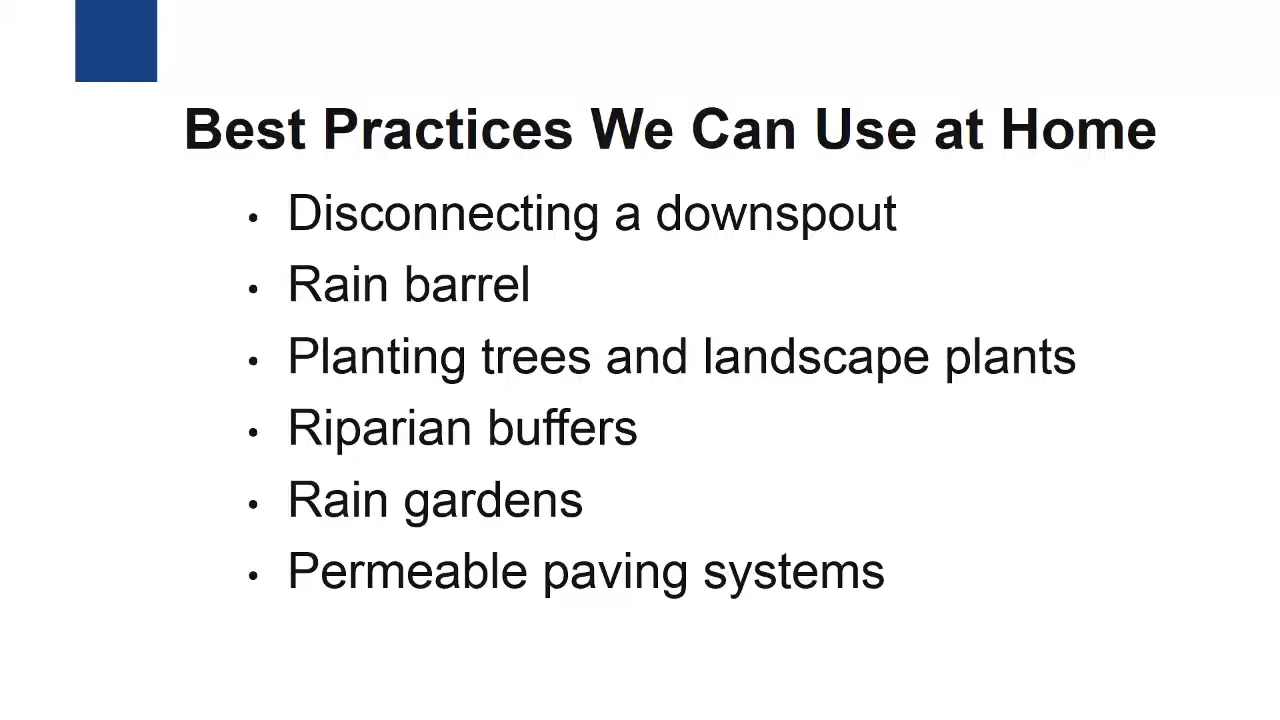 Best Practices We Can Use at Home
• Disconnecting a downspout
• Rain barrel
• Planting trees and landscape plants
• Riparian buffers
• Rain gardens
• Permeable paving systems